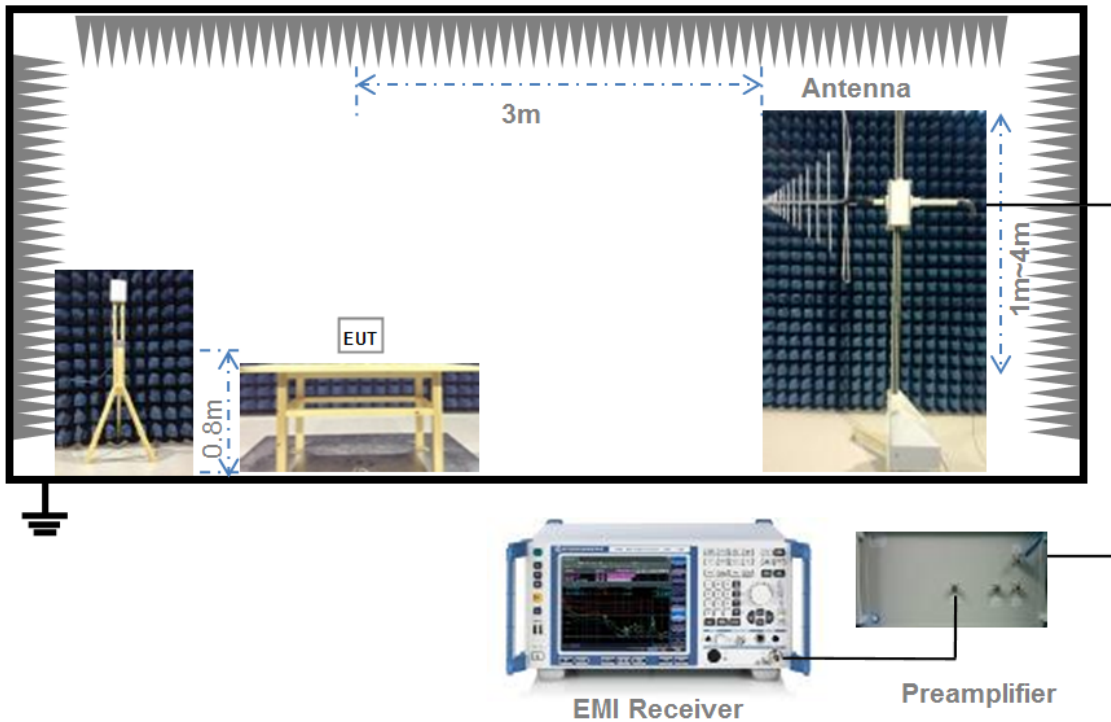 Antenna
3m
1m~4m
EUT
0.8m
EMI Receiver
Preamplifier